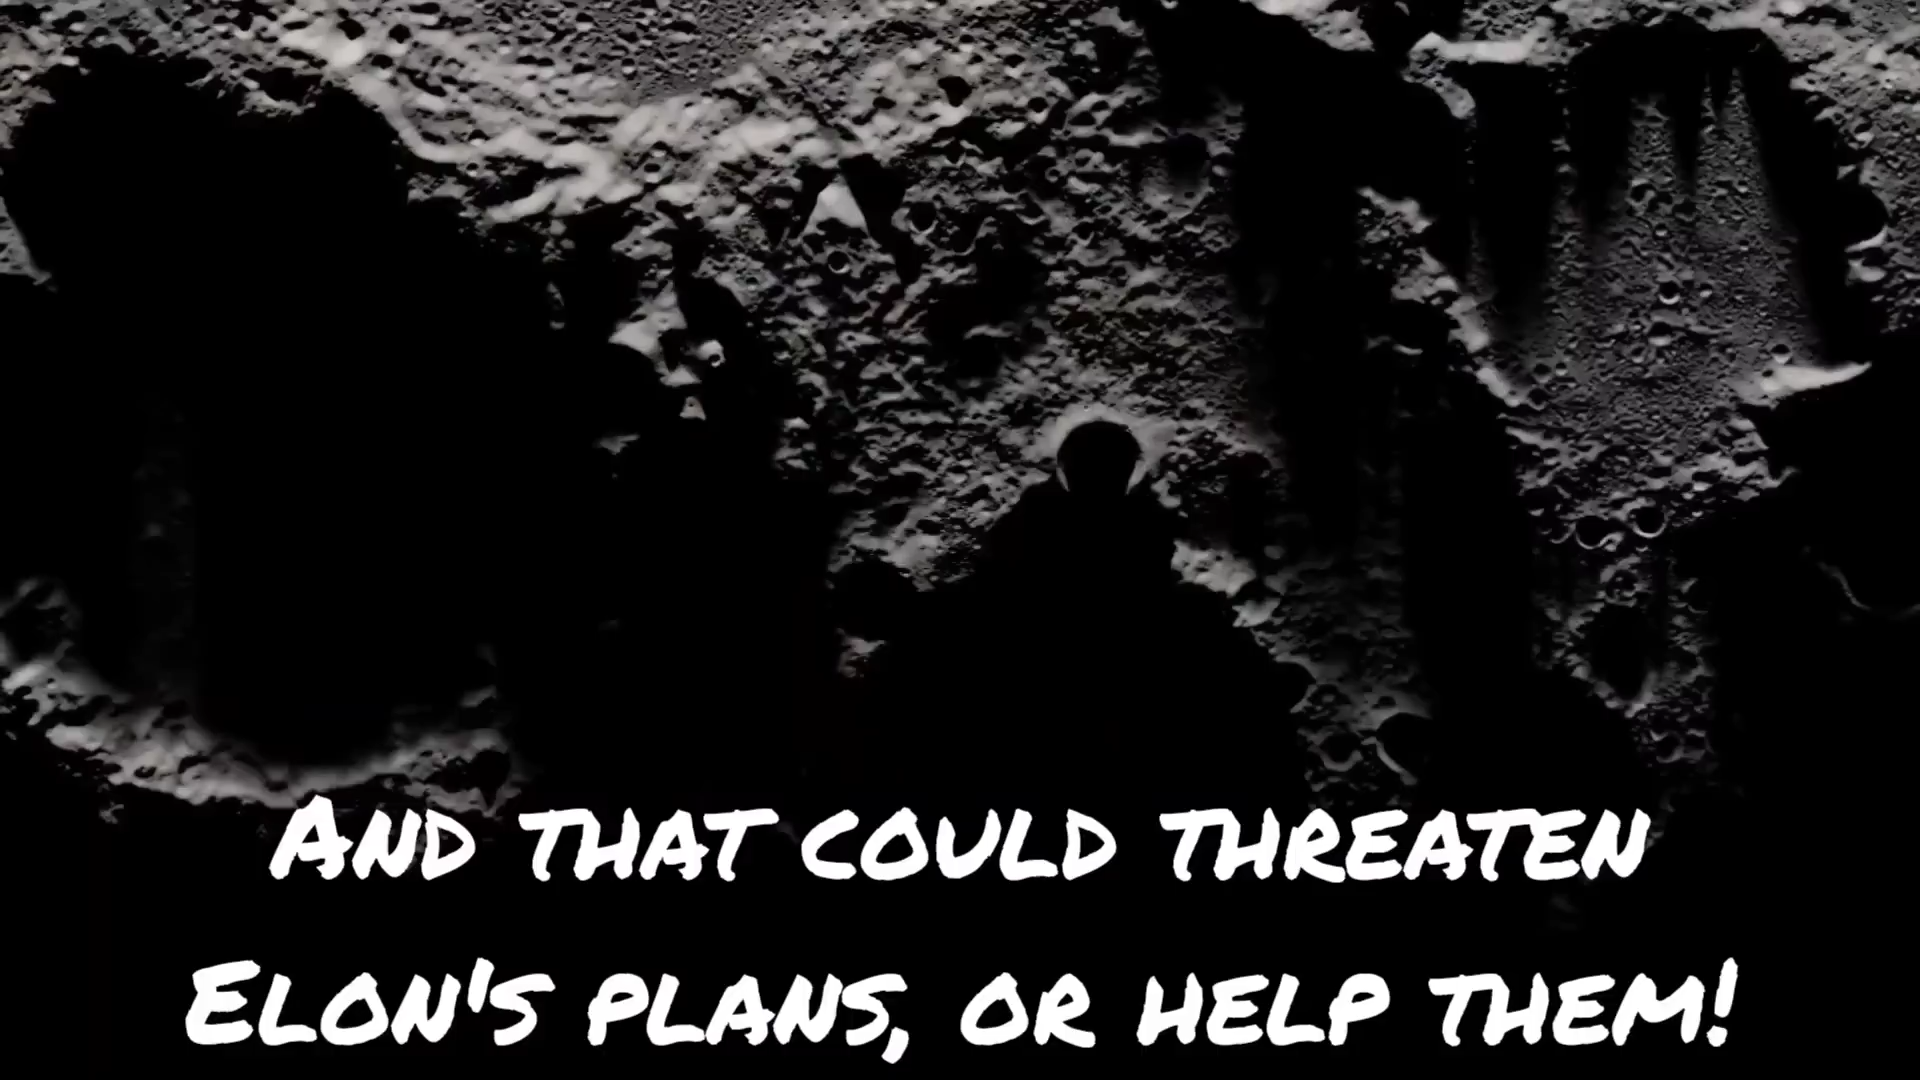 And that could threaten
Elon's plans, or help them!